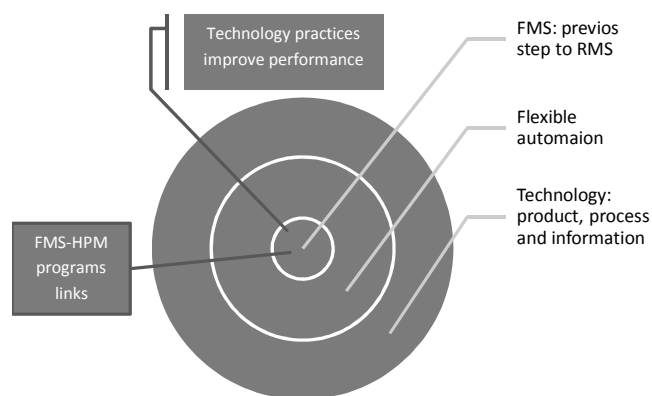 Technology practices
improve performance
FMS: previos
step to RMS
Flexible
automaion
Technology:
product, process
and information
FMS-HPM
programs
links